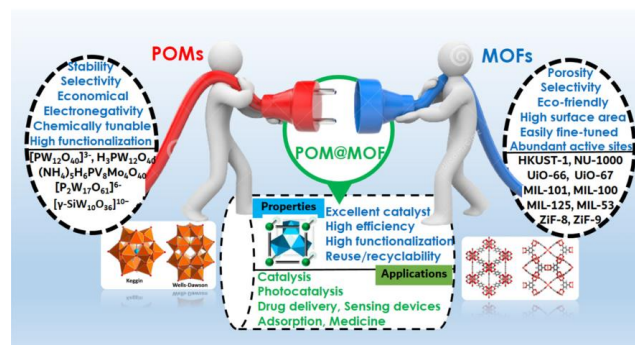 POMs
MOFs
Stability
Selectivity
Economical
Electronegativity
Chemically tunable
High functionalization
[PW12O40]3-, H3PW12O40
(NH4)5H6PV8Mo4O40
[P2W17O61]6-
[γ-SiW10O36]10-
Porosity
Selectivity
Eco-friendly
High surface area
Easily fine-tuned
Abundant active sites
HKUST-1, NU-1000
UiO-66, UiO-67
MIL-101, MIL-100
MIL-125, MIL-53
ZiF-8, ZiF-9
POM@MOF
Properties
Excellent catalyst
High efficiency
High functionalization
Reuse/recyclability
Applications
Catalysis
Photocatalysis
Drug delivery, Sensing devices
Adsorption, Medicine
Keggin
Wells-Dawson